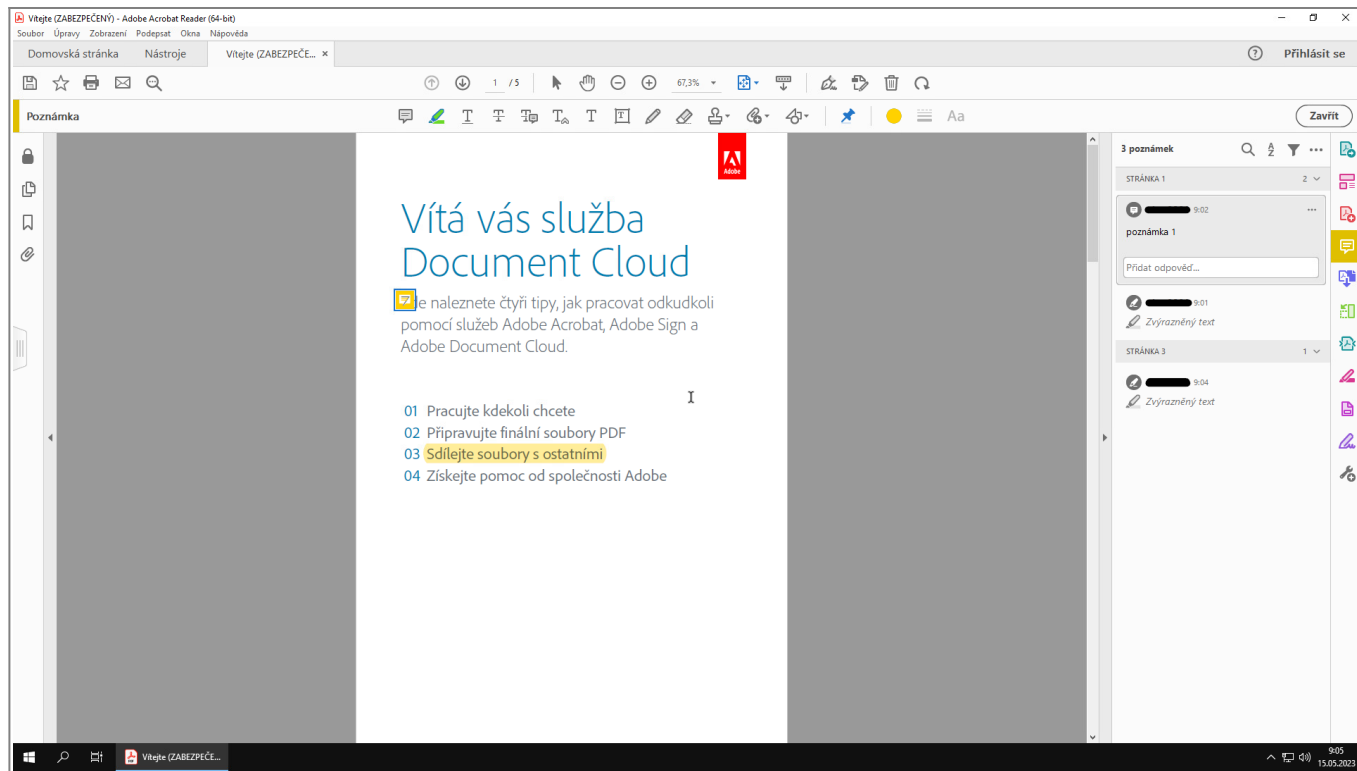 Vítejte (ZABEZPEČENÝ) - Adobe Acrobat Reader (64-bit)
Soubor Úpravy Zobrazení Podepsat Okna Nápověda
Domovská stránka Nástroje Vítejte (ZABEZPEČE... × Přihlásit se
1 / 5 67,3%
Poznámka Aa Zavřít
Adobe
Vítá vás služba
Document Cloud
de naleznete čtyři tipy, jak pracovat odkudkoli
pomocí služeb Adobe Acrobat, Adobe Sign a
Adobe Document Cloud.
01 Pracujte kdekoli chcete
02 Připravujte finální soubory PDF
03 Sdílejte soubory s ostatními
04 Získejte pomoc od společnosti Adobe
3 poznámek
STRÁNKA 1 2
9:02
poznámka 1
Přidat odpověď...
9:01
Zvýrazněný text
STRÁNKA 3 1
9:04
Zvýrazněný text
Vítejte (ZABEZPEČE...
9:05
15.05.2023